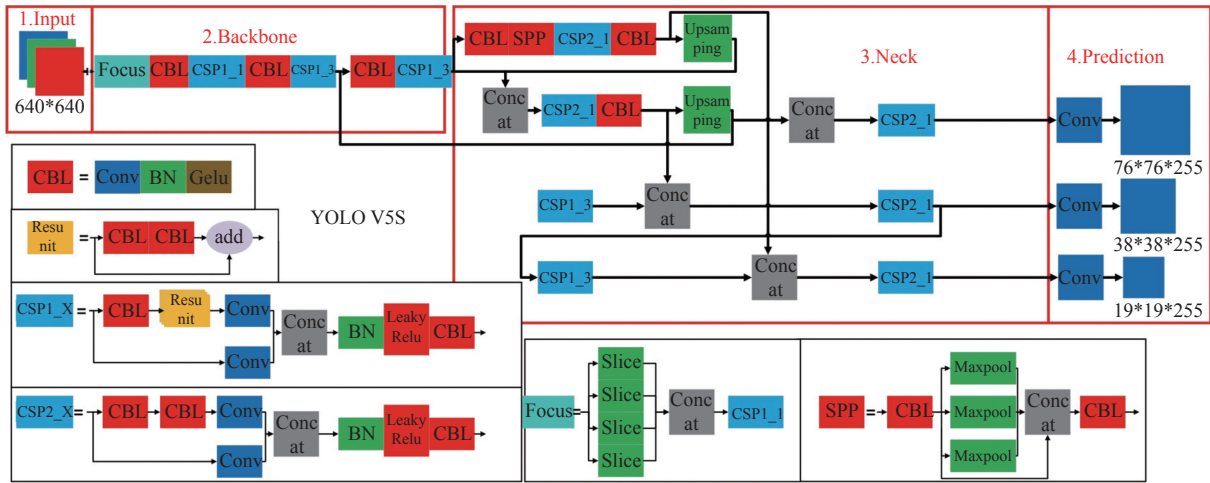 1.Input
640*640
2.Backbone
Focus CBL CSP1_1 CBL CSP1_3 CBL CSP1_3
CBL SPP CSP2_1 CBL
Upsam
ping
3.Neck
4.Prediction
Conc
at
CSP2_1 CBL
Upsam
ping
Conc
at
CSP2_1
Conv
76*76*255
CSP1_3
Conc
at
CSP2_1
Conv
38*38*255
CSP1_3
Conc
at
CSP2_1
Conv
19*19*255
YOLO V5S
CBL = Conv BN Gelu
Resu
nit
= CBL CBL add
CSP1_X = CBL
Resu
nit
Conv
Conv
Conc
at
BN
Leaky
Relu
CBL
CSP2_X = CBL CBL Conv
Conv
Conc
at
BN
Leaky
Relu
CBL
Focus =
Slice
Slice
Slice
Slice
Conc
at
CSP1_1
SPP = CBL
Maxpool
Maxpool
Maxpool
Conc
at
CBL